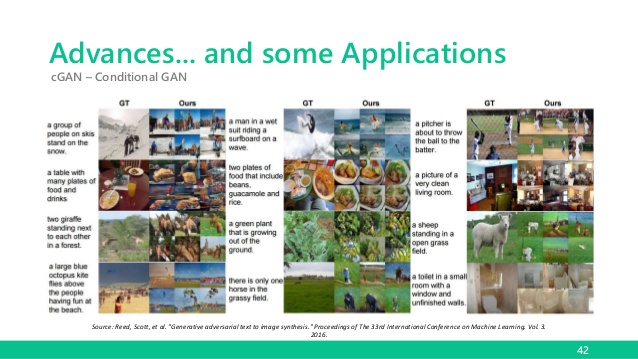 Advances... and some Applications
cGAN – Conditional GAN
GT
Ours
a group of
people on skis
stand on the
snow.
a table with
many plates of
food and
drinks
two giraffe
standing next
to each other
in a forest.
a large blue
octopus kite
flies above
the people
having fun at
the beach.
a man in a wet
suit riding a
surfboard on a
wave.
two plates of
food that include
beans,
guacamole and
rice.
a green plant
that is growing
out of the
ground.
there is only one
horse in the
grassy field.
GT
Ours
a pitcher is
about to throw
the ball to the
batter.
a picture of a
very clean
living room.
a sheep
standing in a
open grass
field.
a toilet in a small
room with a
window and
unfinished walls.
GT
Ours
Source: Reed, Scott, et al. "Generative adversarial text to image synthesis." Proceedings of The 33rd International Conference on Machine Learning. Vol. 3.
2016.
42